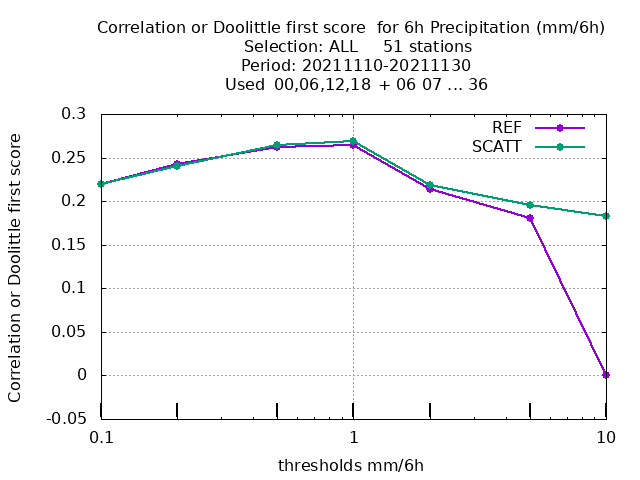 Correlation or Doolittle first score  for 6h Precipitation (mm/6h)
Selection: ALL     51 stations
Period: 20211110-20211130
Used  00,06,12,18 + 06 07 ... 36
Correlation or Doolittle first score
0.3
0.25
0.2
0.15
0.1
0.05
0
-0.05
REF
SCATT
0.1 1 10
thresholds mm/6h